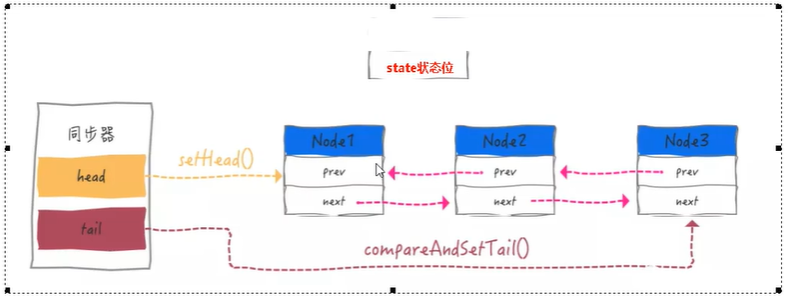 state状态位
同步器
head
tail
setHead()
Node1
prev
next
Node2
prev
next
Node3
prev
next
compareAndSetTail()